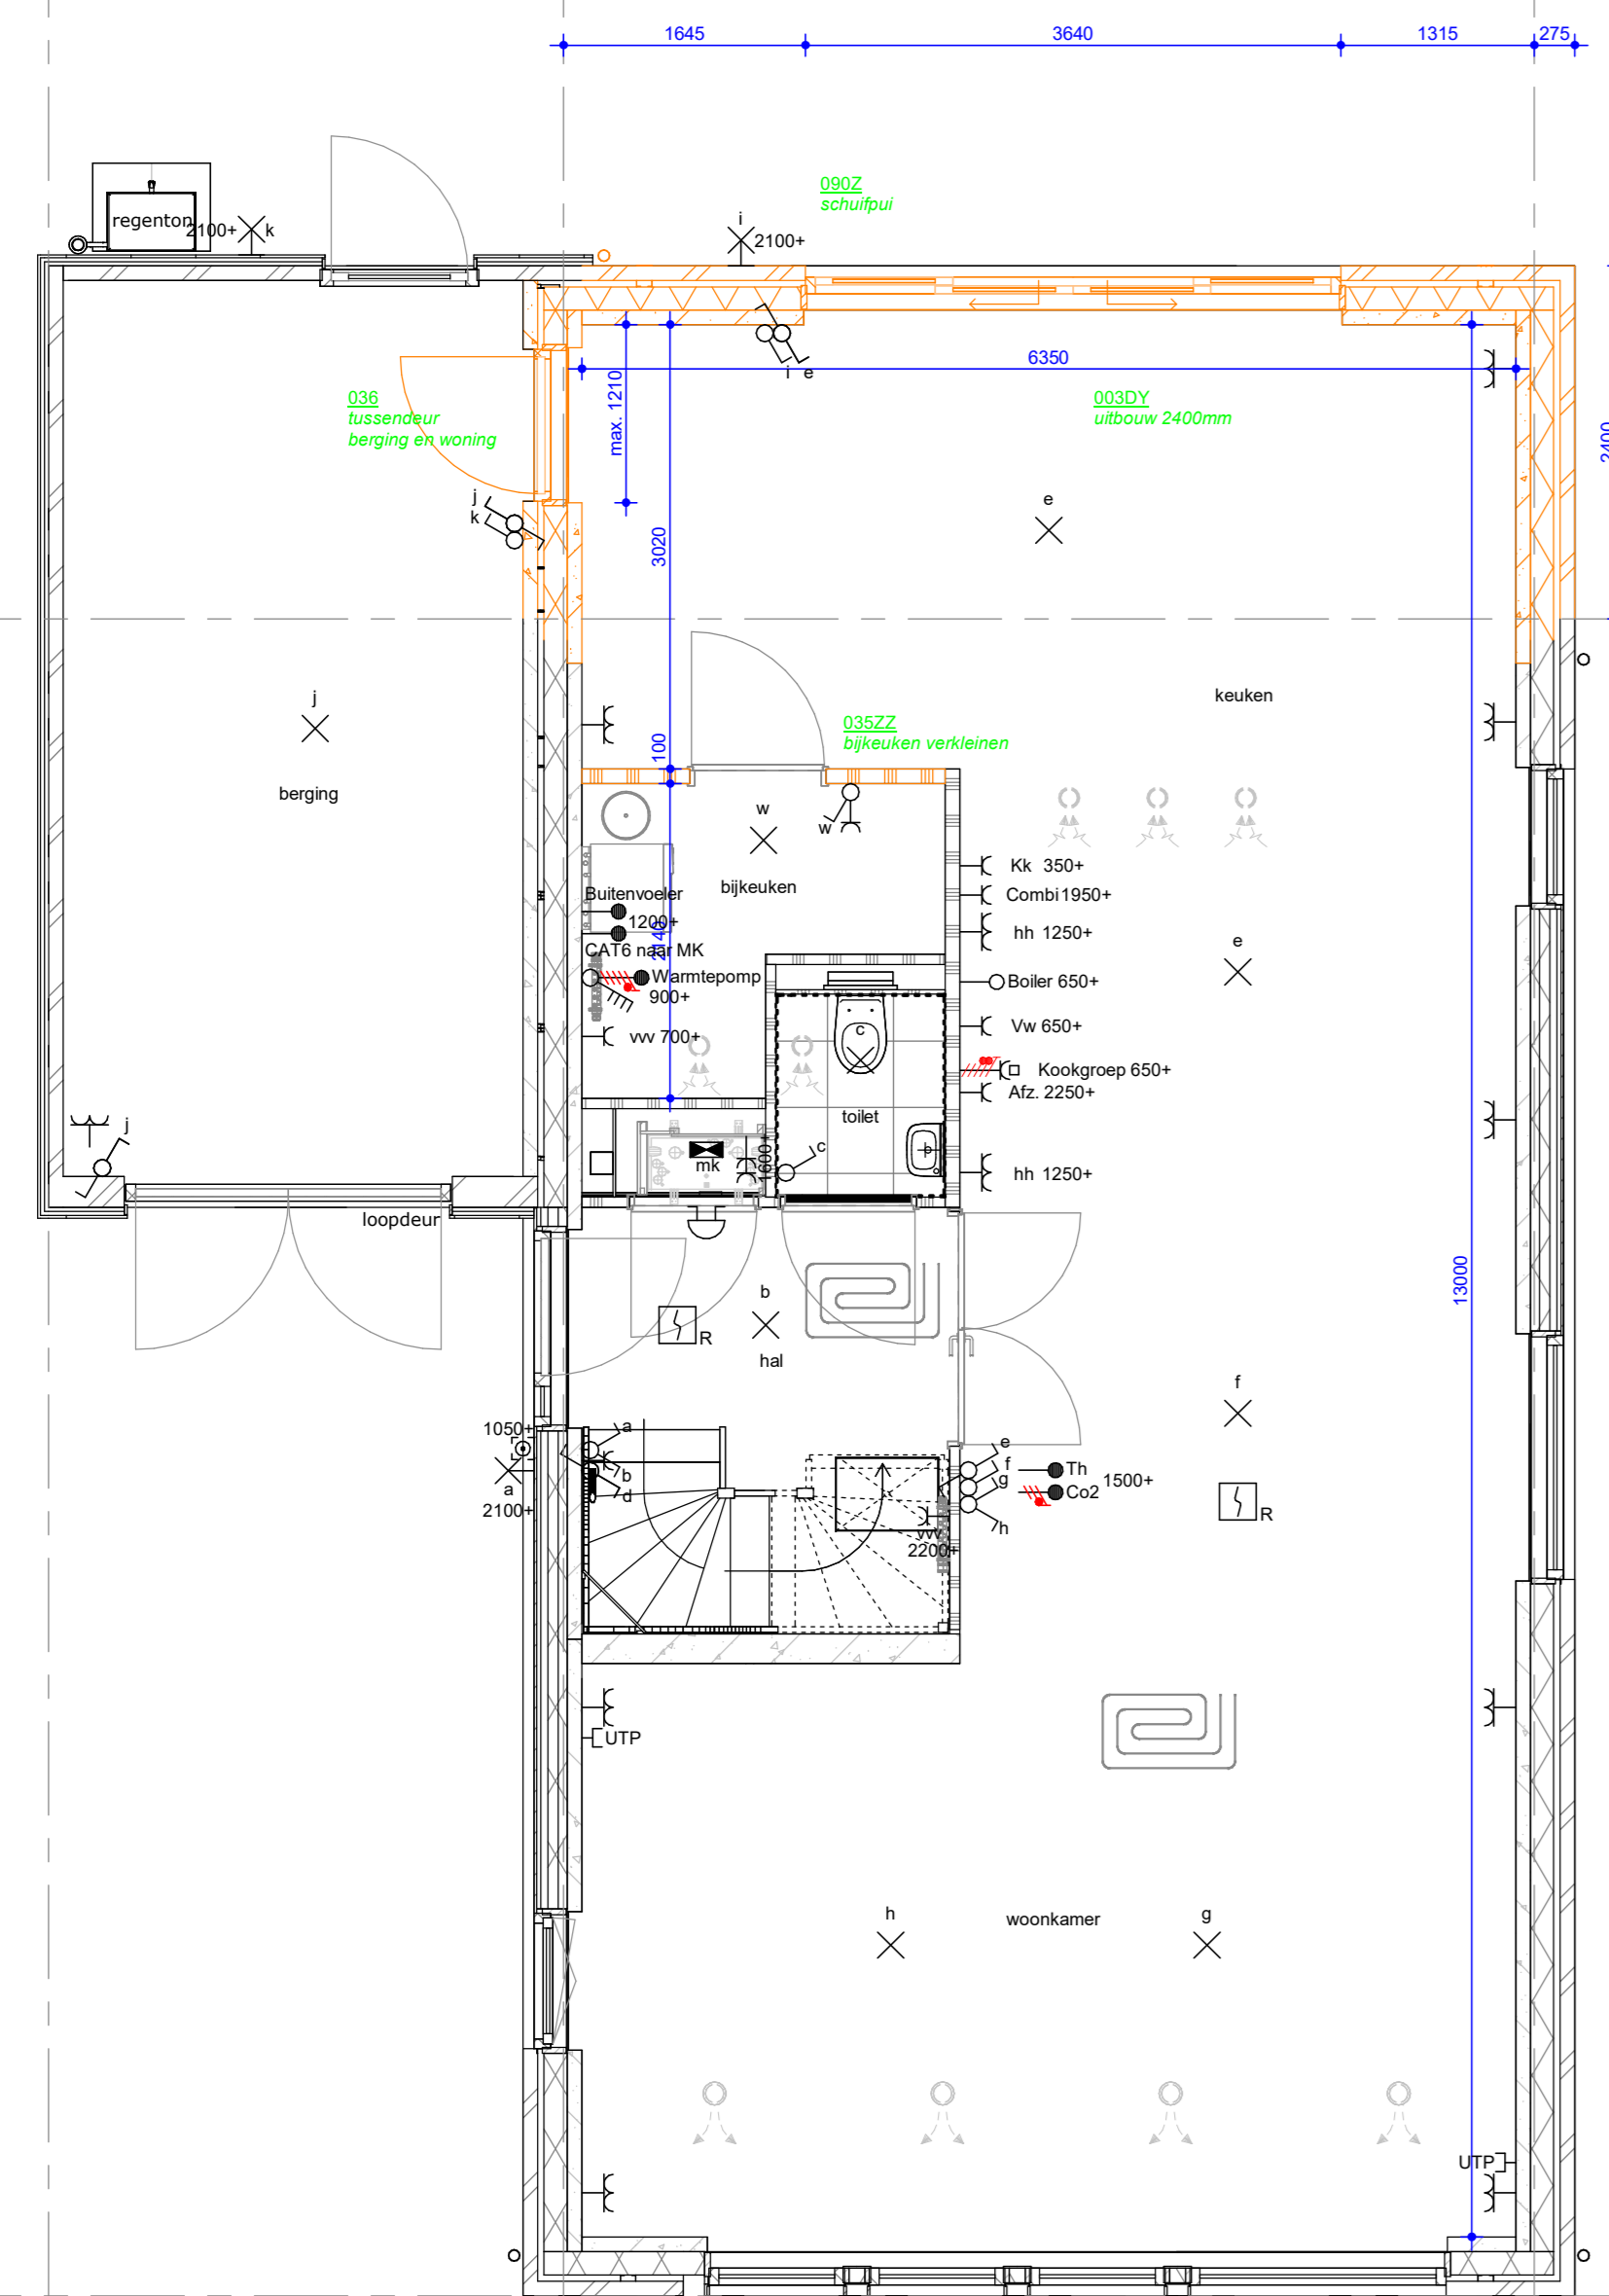 1645
3640
1315
275
090Z
schuifpui
regenton
2100+
k
i
2100+
i
e
6350
max. 1210
2400
036
tussendeur
berging en woning
003DY
uitbouw 2400mm
j
k
e
3020
j
keuken
100
035ZZ
bijkeuken verkleinen
berging
w
w
bijkeuken
Kk 350+
Combi 1950+
hh 1250+
Buitenvoeler
1200+
2140
CAT6 naar MK
Warmtepomp
900+
vvv 700+
e
Boiler 650+
Vw 650+
Kookgroep 650+
Afz. 2250+
c
toilet
j
c
mk
1600+
hh 1250+
loopdeur
13000
b
R
hal
f
1050+
a
b
d
a
2100+
e
f
g
h
Th
1500+
Co2
R
vvv
2200+
UTP
h
woonkamer
g
UTP